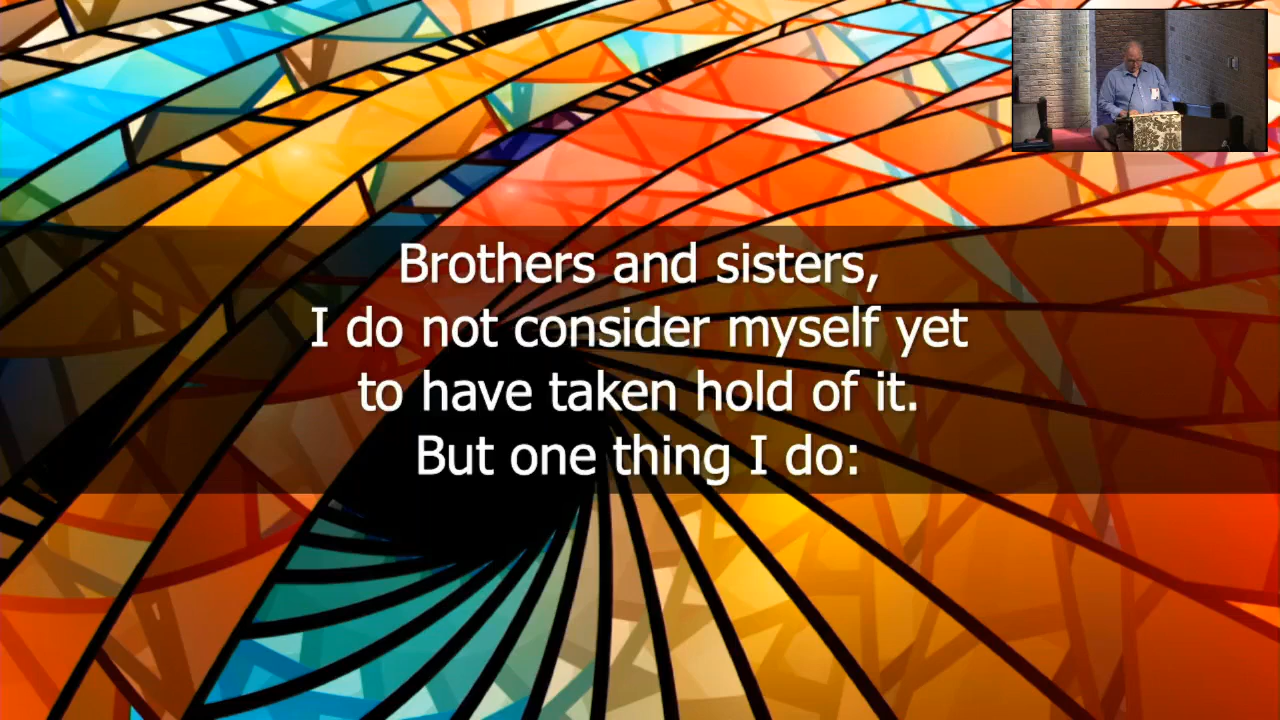 Brothers and sisters,
I do not consider myself yet
to have taken hold of it.
But one thing I do: